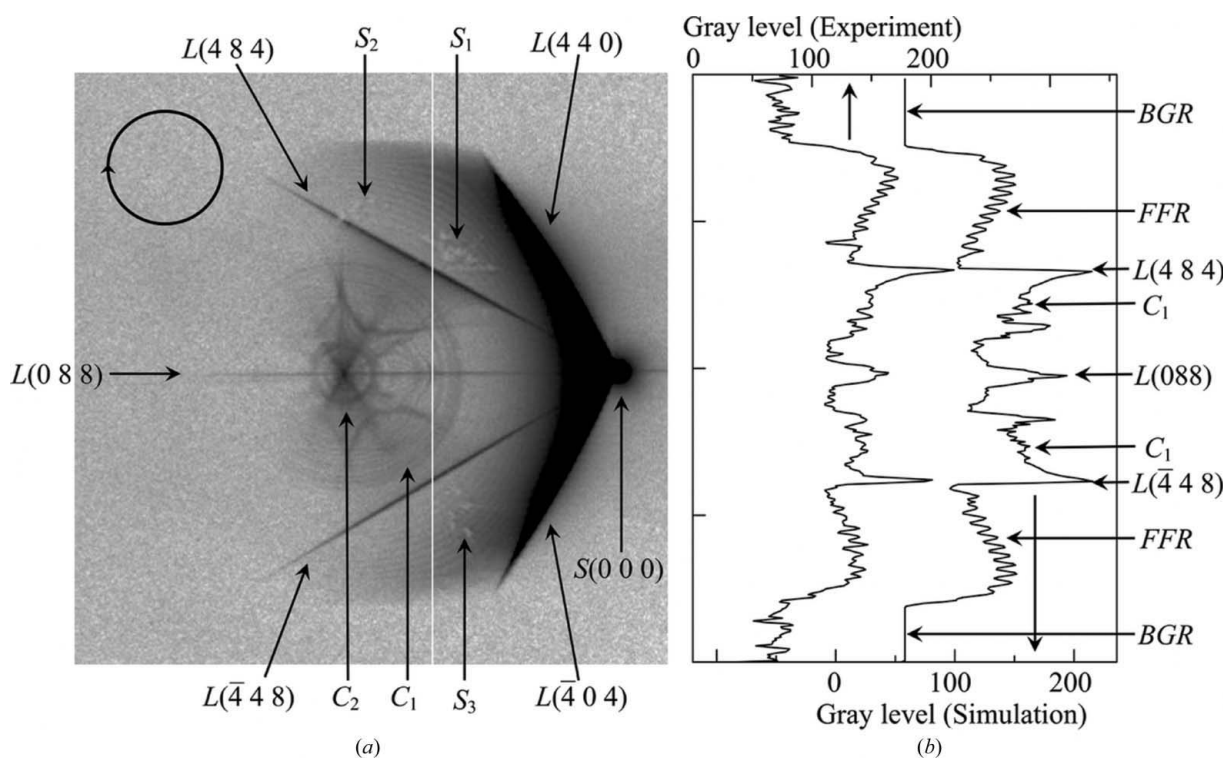 L(4 8 4)
S₂
S₁
L(4 4 0)
L(0 8 8)
L(4̅ 4 8)
C₂
C₁
S₃
S(0 0 0)
L(4̅ 0 4)
(a)
Gray level (Experiment)
0 100 200
BGR
FFR
L(4 8 4)
C₁
L(088)
C₁
L(4̅ 4 8)
FFR
BGR
0 100 200
Gray level (Simulation)
(b)